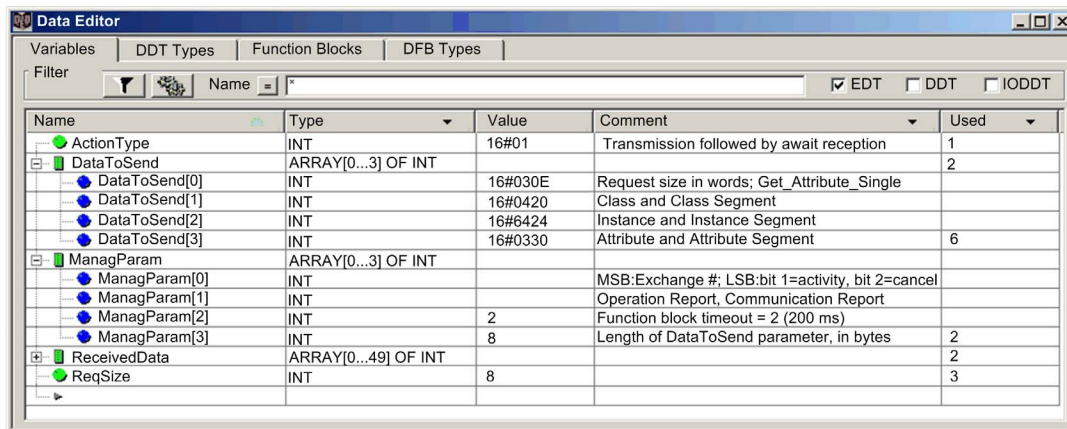 Data Editor
Variables DDT Types Function Blocks DFB Types
Filter Name = * EDT DDT IODDT
Name Type Value Comment Used
ActionType INT 16#01 Transmission followed by await reception 1
DataToSend ARRAY[0...3] OF INT 2
DataToSend[0] INT 16#030E Request size in words; Get_Attribute_Single
DataToSend[1] INT 16#0420 Class and Class Segment
DataToSend[2] INT 16#6424 Instance and Instance Segment
DataToSend[3] INT 16#0330 Attribute and Attribute Segment 6
ManagParam ARRAY[0...3] OF INT
ManagParam[0] INT MSB:Exchange #; LSB:bit 1=activity, bit 2=cancel
ManagParam[1] INT Operation Report, Communication Report
ManagParam[2] INT 2 Function block timeout = 2 (200 ms)
ManagParam[3] INT 8 Length of DataToSend parameter, in bytes 2
ReceivedData ARRAY[0...49] OF INT 2
ReqSize INT 8 3